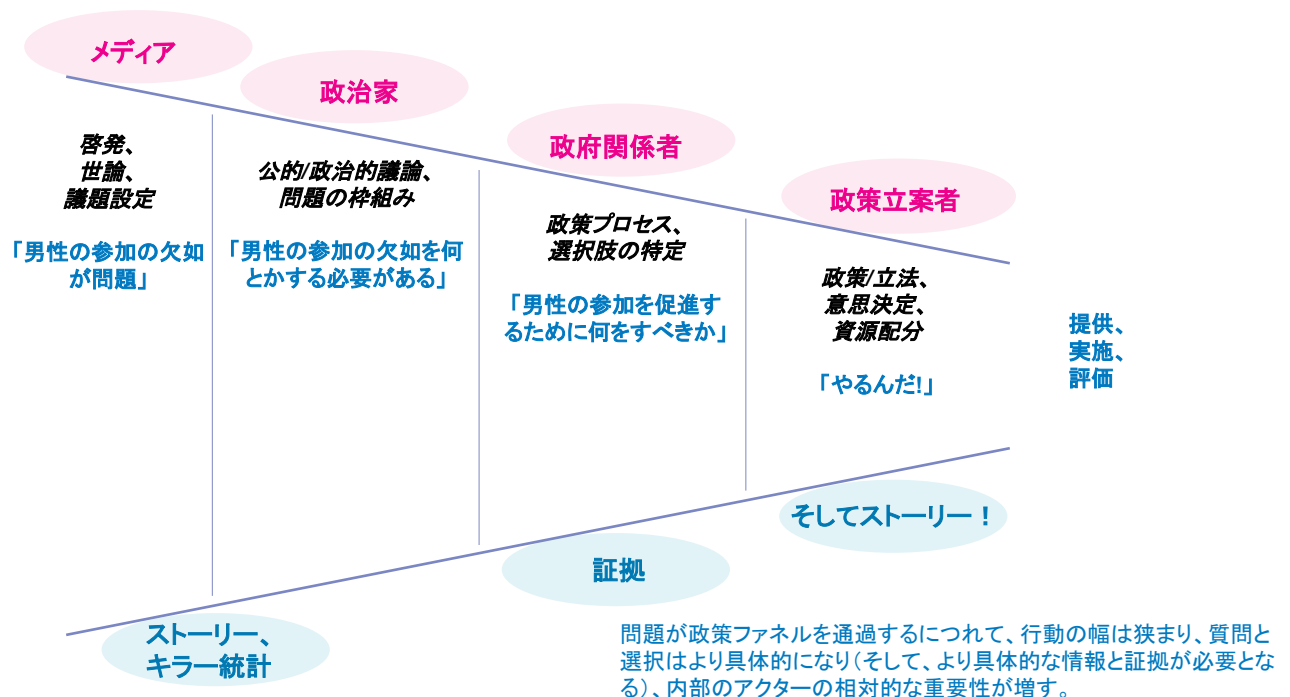 メディア
政治家
政府関係者
政策立案者
啓発、
世論、
議題設定
「男性の参加の欠如
が問題」
公的/政治的議論、
問題の枠組み
「男性の参加の欠如を何
とかする必要がある」
政策プロセス、
選択肢の特定
「男性の参加を促進す
るために何をすべきか」
政策/立法、
意思決定、
資源配分
「やるんだ!」
提供、
実施、
評価
ストーリー、
キラー統計
証拠
そしてストーリー！
問題が政策ファネルを通過するにつれて、行動の幅は狭まり、質問と
選択はより具体的になり(そして、より具体的な情報と証拠が必要とな
る)、内部のアクターの相対的な重要性が増す。